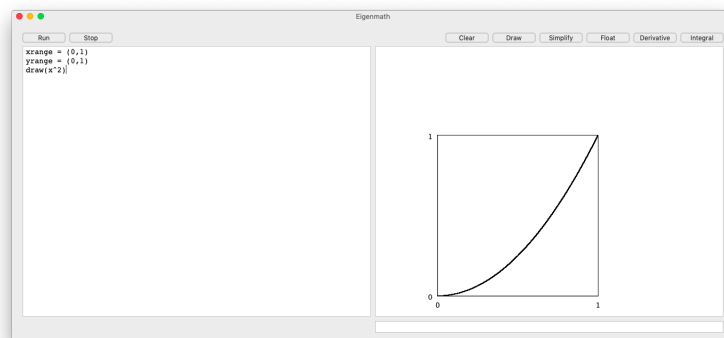 Eigenmath
Run Stop Clear Draw Simplify Float Derivative Integral
xrange = (0,1)
yrange = (0,1)
draw(x^2)
1
0
0 1